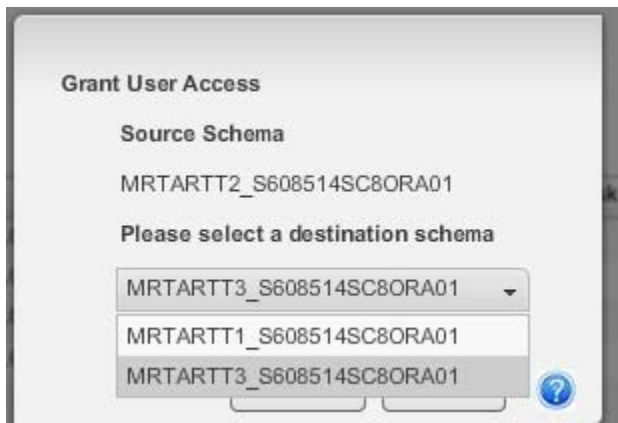 Grant User Access
Source Schema
MRTARTT2_S608514SC8ORA01
Please select a destination schema
MRTARTT3_S608514SC8ORA01
MRTARTT1_S608514SC8ORA01
MRTARTT3_S608514SC8ORA01
?